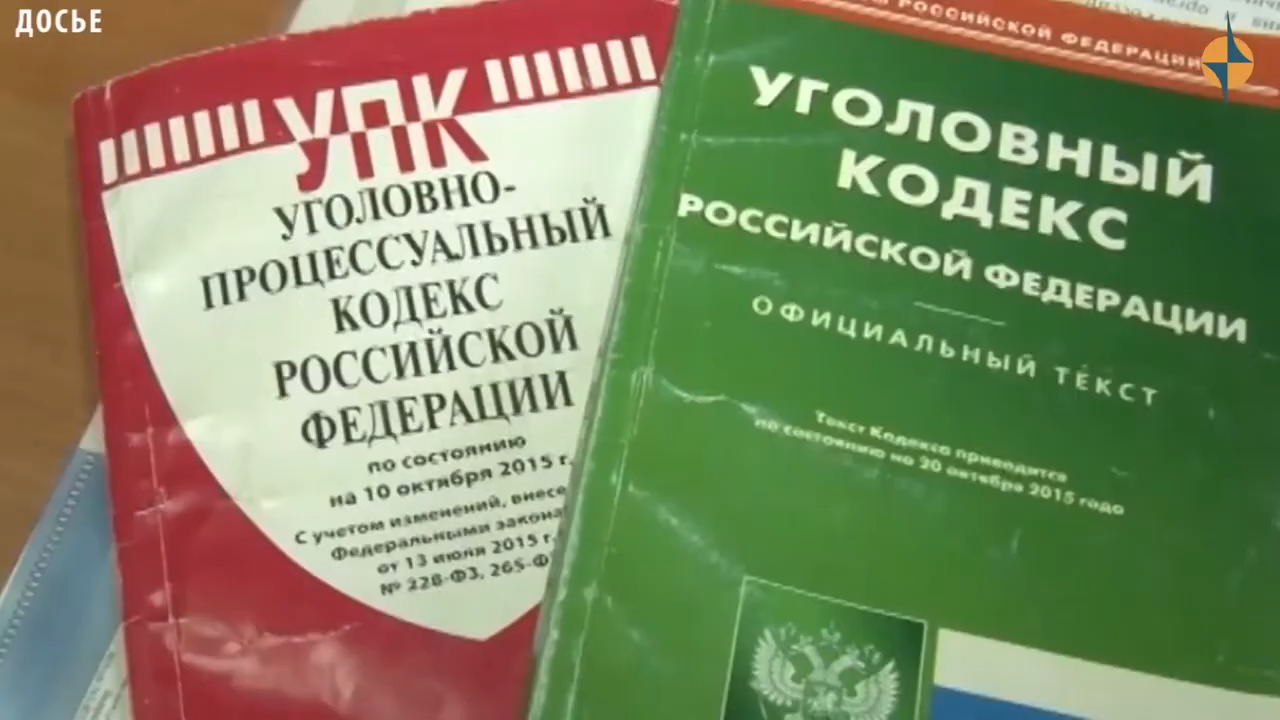 ДОСЬЕ
УПК
УГОЛОВНО-
ПРОЦЕССУАЛЬНЫЙ
КОДЕКС
РОССИЙСКОЙ
ФЕДЕРАЦИИ
по состоянию
на 10 октября 2015 г.
С учетом изменений, внесе
Федеральными закона
от 13 июля 2015 г.
№ 228-ФЗ, 265-Ф
РОССИЙСКОЙ ФЕДЕРАЦИИ
УГОЛОВНЫЙ
КОДЕКС
РОССИЙСКОЙ ФЕДЕРАЦИИ
ОФИЦИАЛЬНЫЙ ТЕКСТ
Текст Кодекса приводится
по состоянию на 20 октября 2015 года